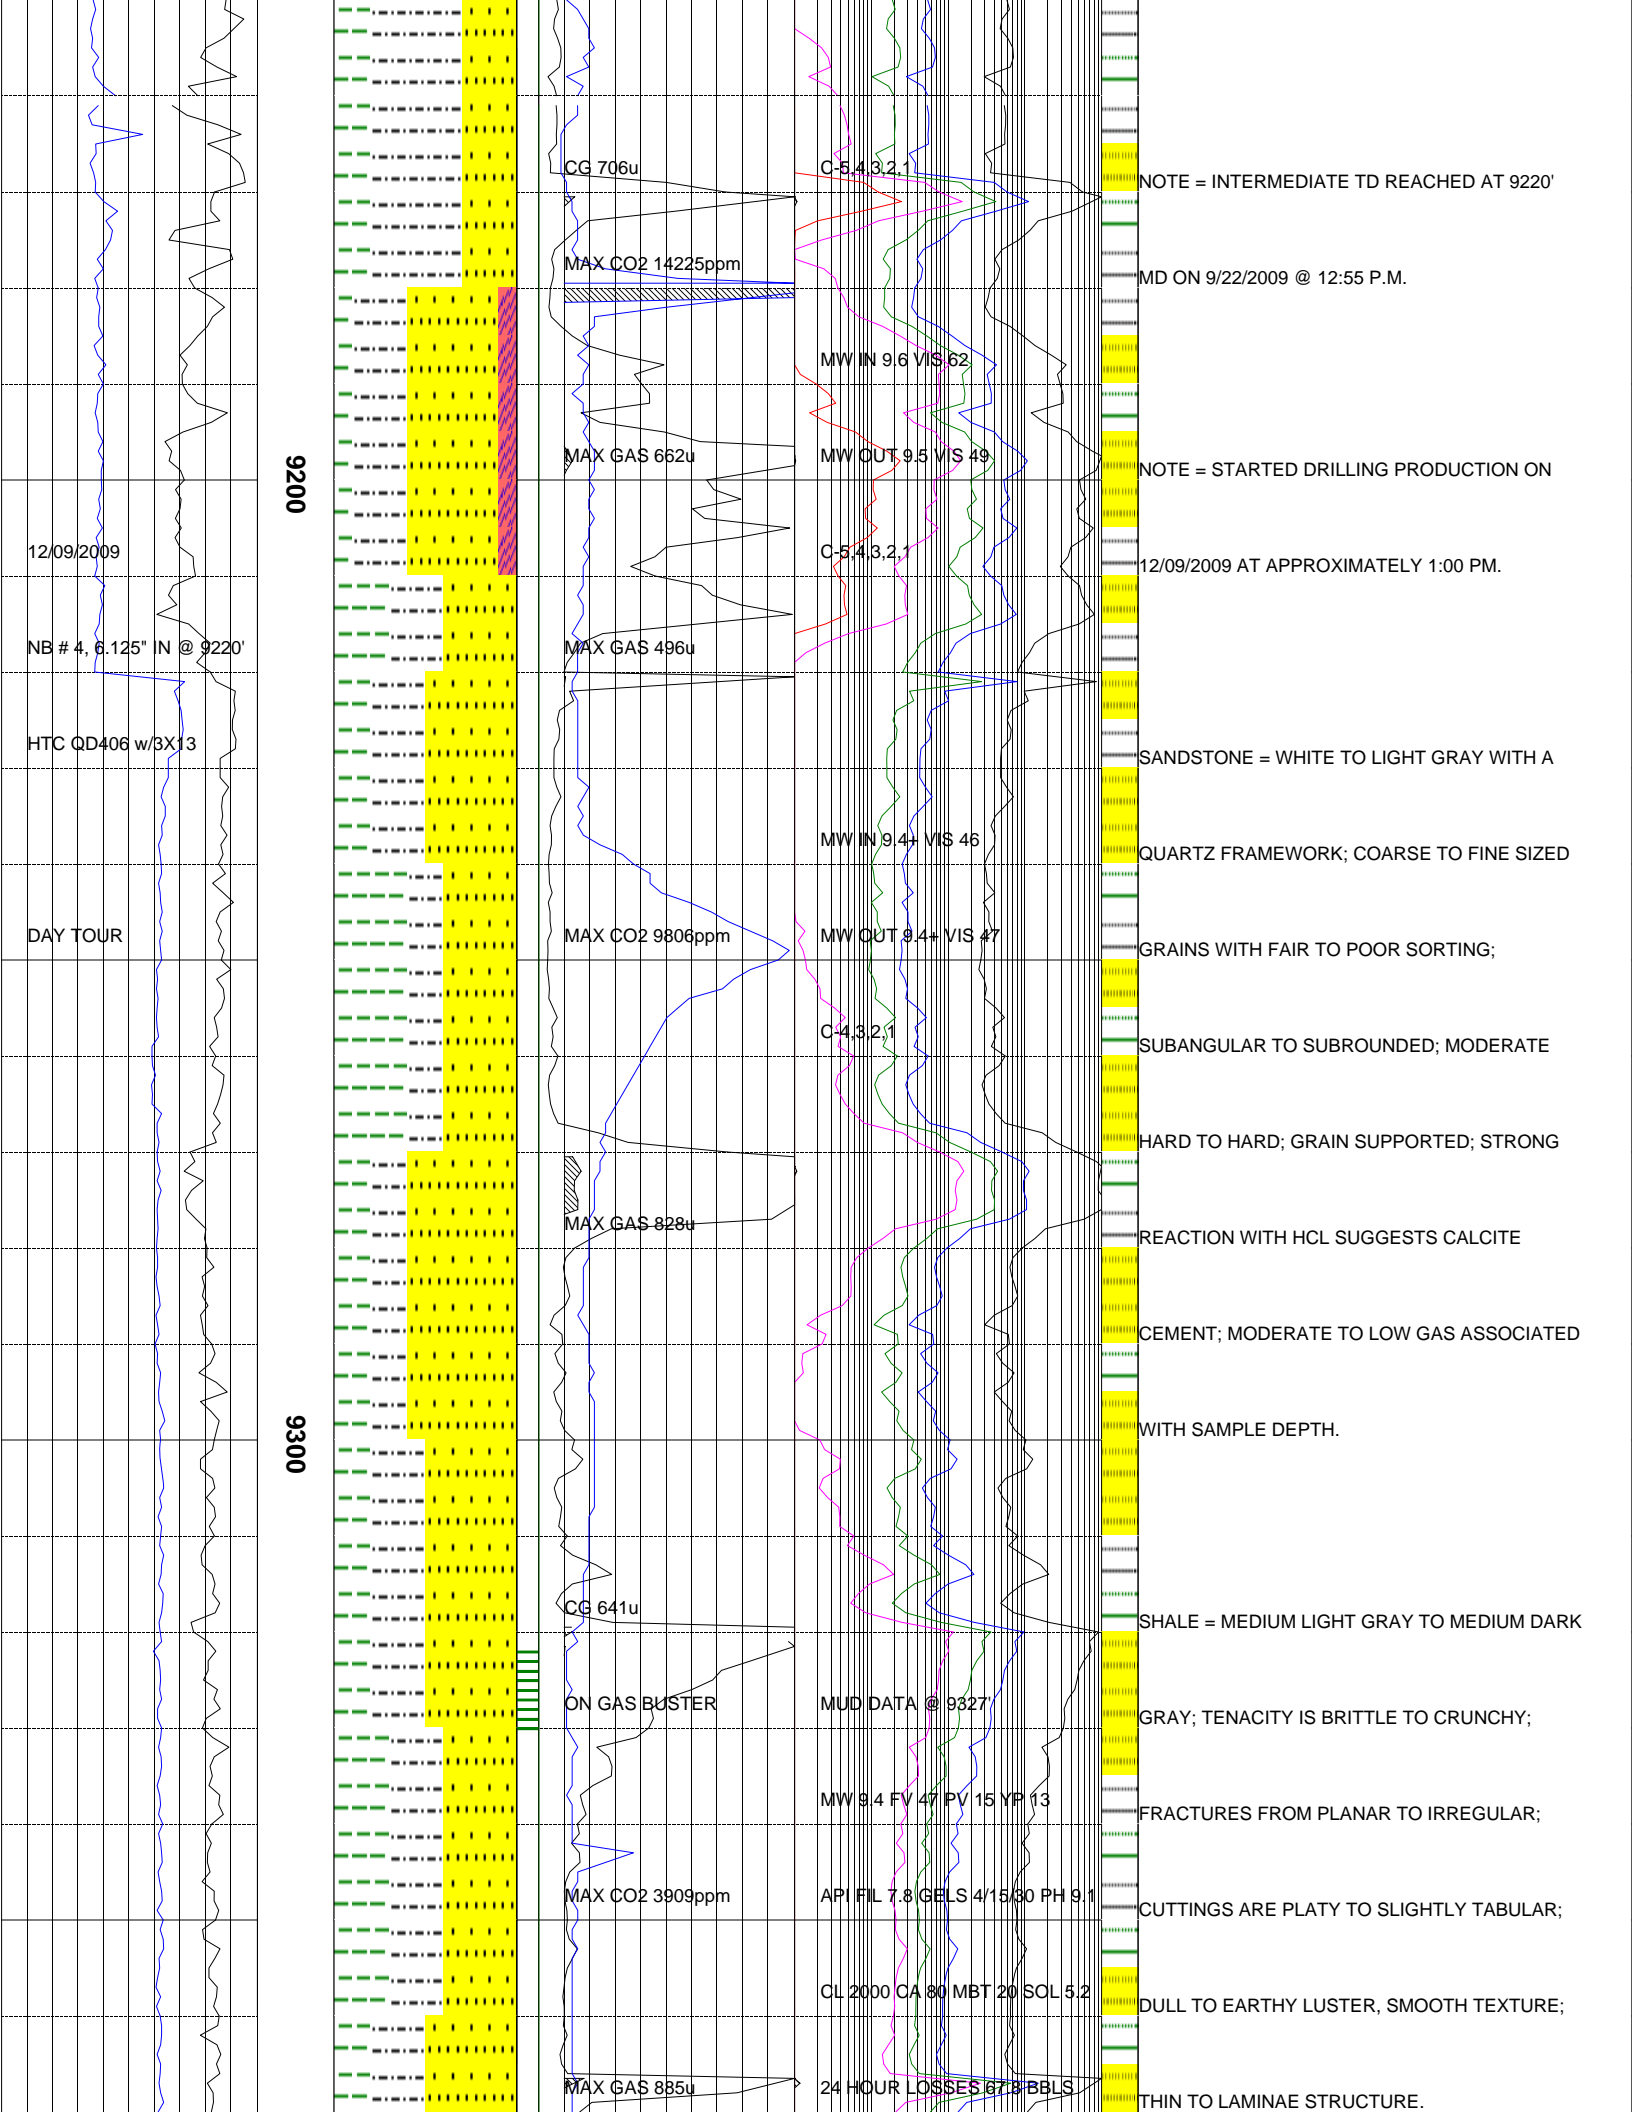 CG 706u
C-5,4,3,2,1
NOTE = INTERMEDIATE TD REACHED AT 9220'
MAX CO2 14225ppm
MD ON 9/22/2009 @ 12:55 P.M.
MW IN 9.6 VIS 62
9200
MAX GAS 662u
MW OUT 9.5 VIS 49
NOTE = STARTED DRILLING PRODUCTION ON
12/09/2009
C-5,4,3,2,1
12/09/2009 AT APPROXIMATELY 1:00 PM.
NB # 4, 6.125" IN @ 9220'
MAX GAS 496u
HTC QD406 w/3X13
SANDSTONE = WHITE TO LIGHT GRAY WITH A
MW IN 9.4+ VIS 46
QUARTZ FRAMEWORK; COARSE TO FINE SIZED
DAY TOUR
MAX CO2 9806ppm
MW OUT 9.4+ VIS 47
GRAINS WITH FAIR TO POOR SORTING;
C-4,3,2,1
SUBANGULAR TO SUBROUNDED; MODERATE
HARD TO HARD; GRAIN SUPPORTED; STRONG
MAX GAS 828u
REACTION WITH HCL SUGGESTS CALCITE
CEMENT; MODERATE TO LOW GAS ASSOCIATED
9300
WITH SAMPLE DEPTH.
CG 641u
SHALE = MEDIUM LIGHT GRAY TO MEDIUM DARK
ON GAS BUSTER
MUD DATA @ 9327'
GRAY; TENACITY IS BRITTLE TO CRUNCHY;
MW 9.4 FV 47 PV 15 YP 13
FRACTURES FROM PLANAR TO IRREGULAR;
MAX CO2 3909ppm
API FIL 7.8 GELS 4/15/30 PH 9.1
CUTTINGS ARE PLATY TO SLIGHTLY TABULAR;
CL 2000 CA 80 MBT 20 SOL 5.2
DULL TO EARTHY LUSTER, SMOOTH TEXTURE;
MAX GAS 885u
24 HOUR LOSSES 67.8 BBLS
THIN TO LAMINAE STRUCTURE.